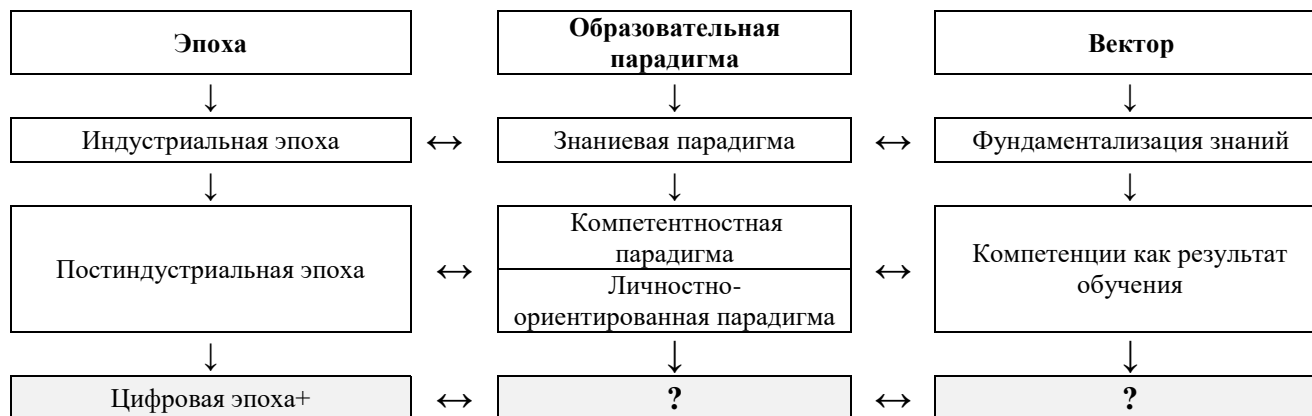 Эпоха
Образовательная
парадигма
Вектор
↓ ↓ ↓
Индустриальная эпоха ↔ Знаниевая парадигма ↔ Фундаментализация знаний
↓ ↓ ↓
Постиндустриальная эпоха ↔
Компетентностная
парадигма
Личностно-
ориентированная парадигма
↔ Компетенции как результат
обучения
↓ ↓ ↓
Цифровая эпоха+ ↔ ? ↔ ?